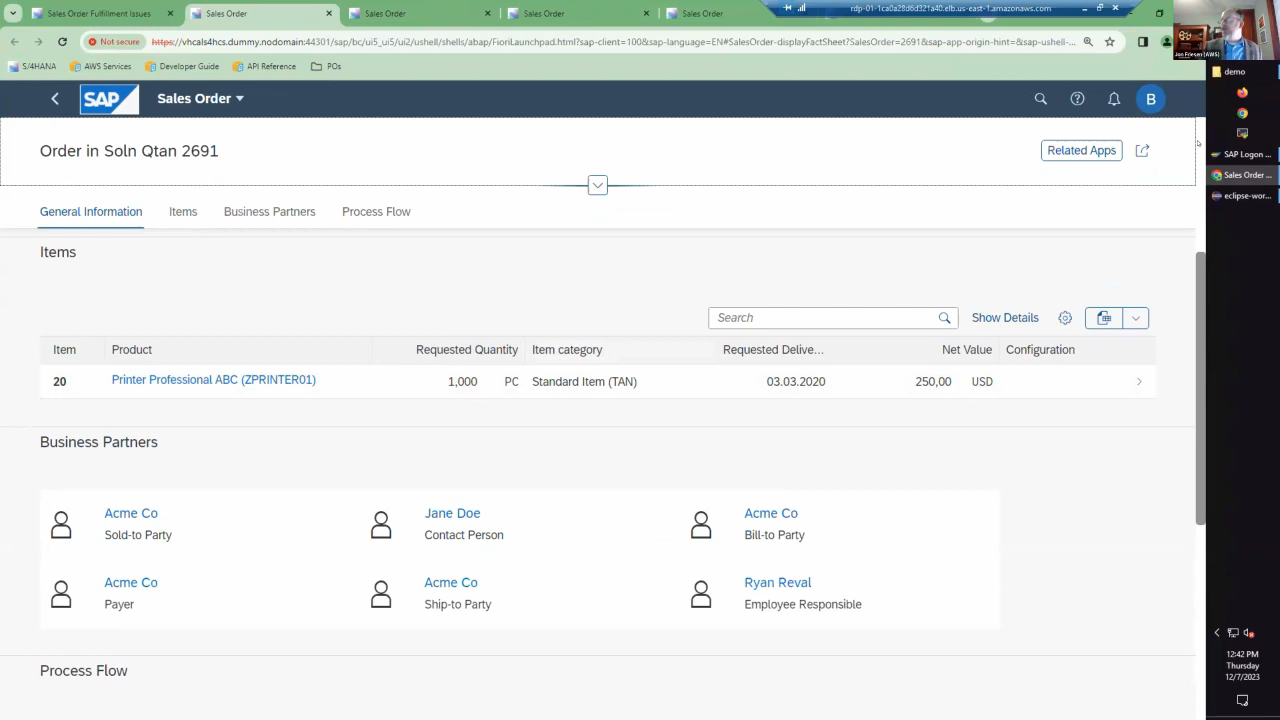 Sales Order Fulfillment Issues
Sales Order
Sales Order
Sales Order
Sales Order
rdp-01-1ca0a28d6d321a40.elb.us-east-1.amazonaws.com
Not secure
https://vhcals4hcs.dummy.nodomain:44301/sap/bc/ui5_ui5/ui2/ushell/shells/abap/FioriLaunchpad.html?sap-client=100&sap-language=EN#SalesOrder-displayFactSheet?SalesOrder=2691&sap-app-origin-hint=&sap-ushell-...
Jon Friesen (AWS)
S/4HANA
AWS Services
Developer Guide
API Reference
POs
demo
SAP
Sales Order
B
Order in Soln Qtan 2691
Related Apps
SAP Logon ...
Sales Order ...
eclipse-wor...
General Information
Items
Business Partners
Process Flow
Items
Search
Show Details
Item
Product
Requested Quantity
Item category
Requested Delive...
Net Value
Configuration
20
Printer Professional ABC (ZPRINTER01)
1,000 PC
Standard Item (TAN)
03.03.2020
250,00 USD
Business Partners
Acme Co
Sold-to Party
Jane Doe
Contact Person
Acme Co
Bill-to Party
Acme Co
Payer
Acme Co
Ship-to Party
Ryan Reval
Employee Responsible
Process Flow
12:42 PM
Thursday
12/7/2023